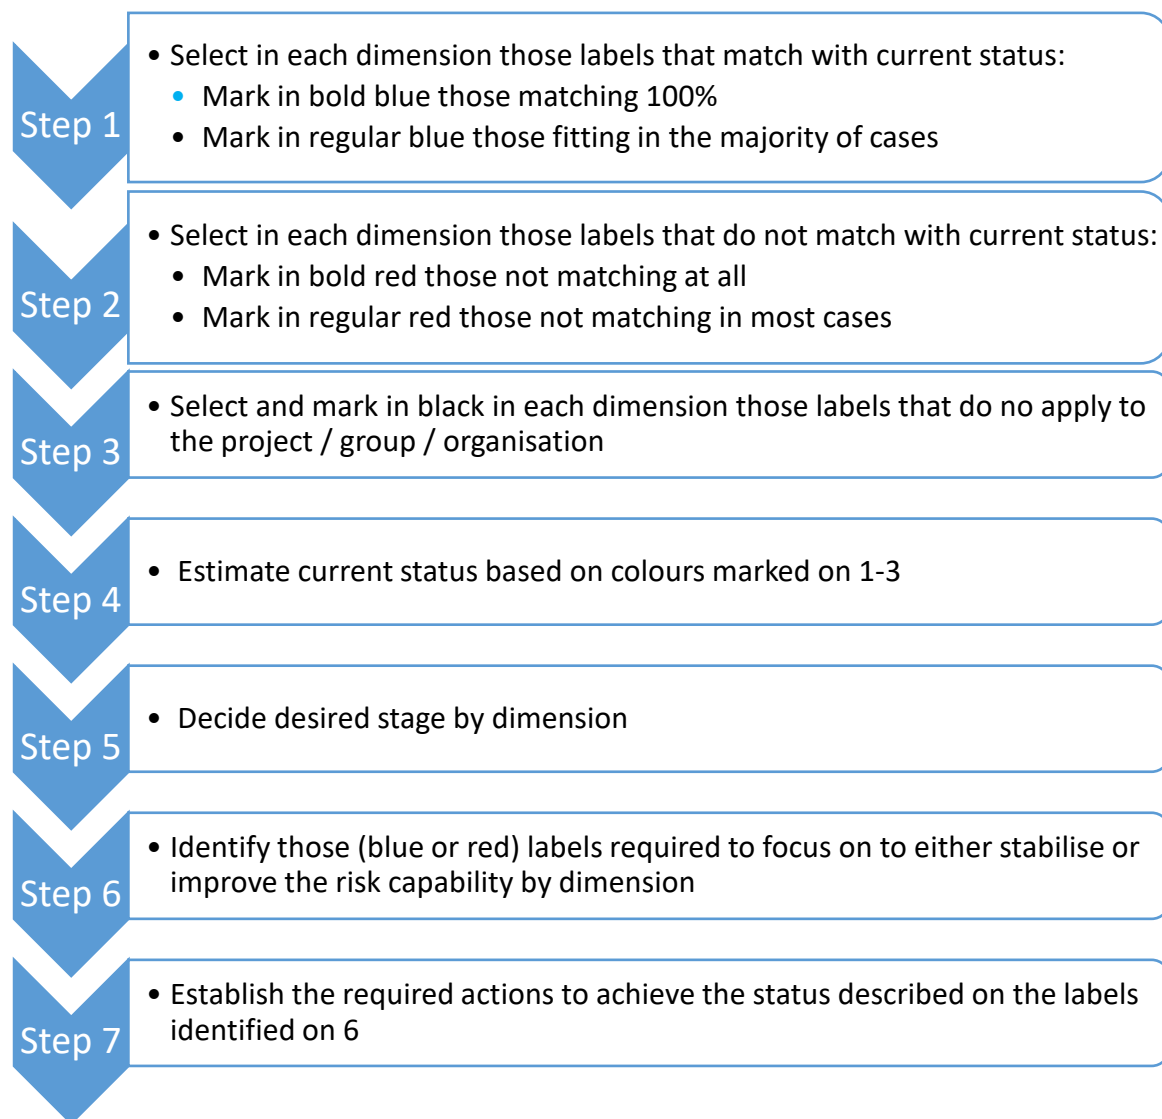 Step 1
• Select in each dimension those labels that match with current status:
• Mark in bold blue those matching 100%
• Mark in regular blue those fitting in the majority of cases
Step 2
• Select in each dimension those labels that do not match with current status:
• Mark in bold red those not matching at all
• Mark in regular red those not matching in most cases
Step 3
• Select and mark in black in each dimension those labels that do no apply to
the project / group / organisation
Step 4
• Estimate current status based on colours marked on 1-3
Step 5
• Decide desired stage by dimension
Step 6
• Identify those (blue or red) labels required to focus on to either stabilise or
improve the risk capability by dimension
Step 7
• Establish the required actions to achieve the status described on the labels
identified on 6